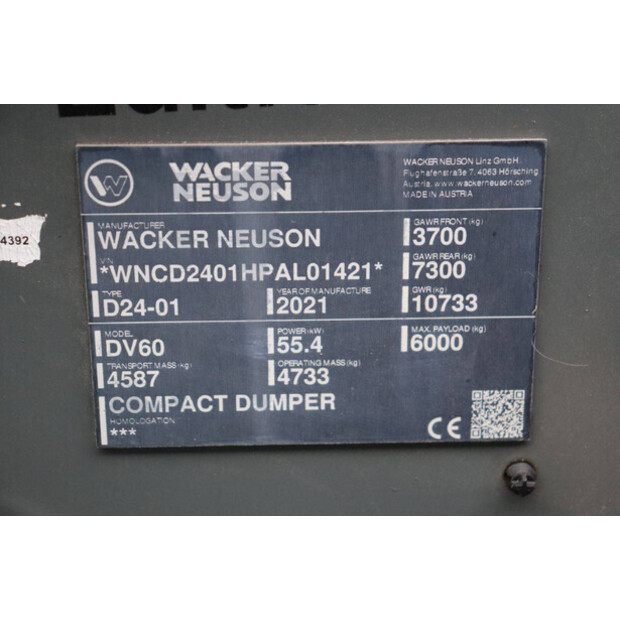 WACKER
NEUSON
WACKER NEUSON Linz GmbH
Flughafenstraße 7, 4063 Hörsching
Austria, www.wackerneuson.com
MADE IN AUSTRIA
4392
MANUFACTURER
WACKER NEUSON
GAWR FRONT (kg)
3700
VIN
*WNCD2401HPAL01421*
GAWR REAR (kg)
7300
TYPE
D24-01
YEAR OF MANUFACTURE
2021
GWR (kg)
10733
MODEL
DV60
POWER (kW)
55.4
MAX. PAYLOAD (kg)
6000
TRANSPORT MASS (kg)
4587
OPERATING MASS (kg)
4733
COMPACT DUMPER
HOMOLOGATION
***
CE